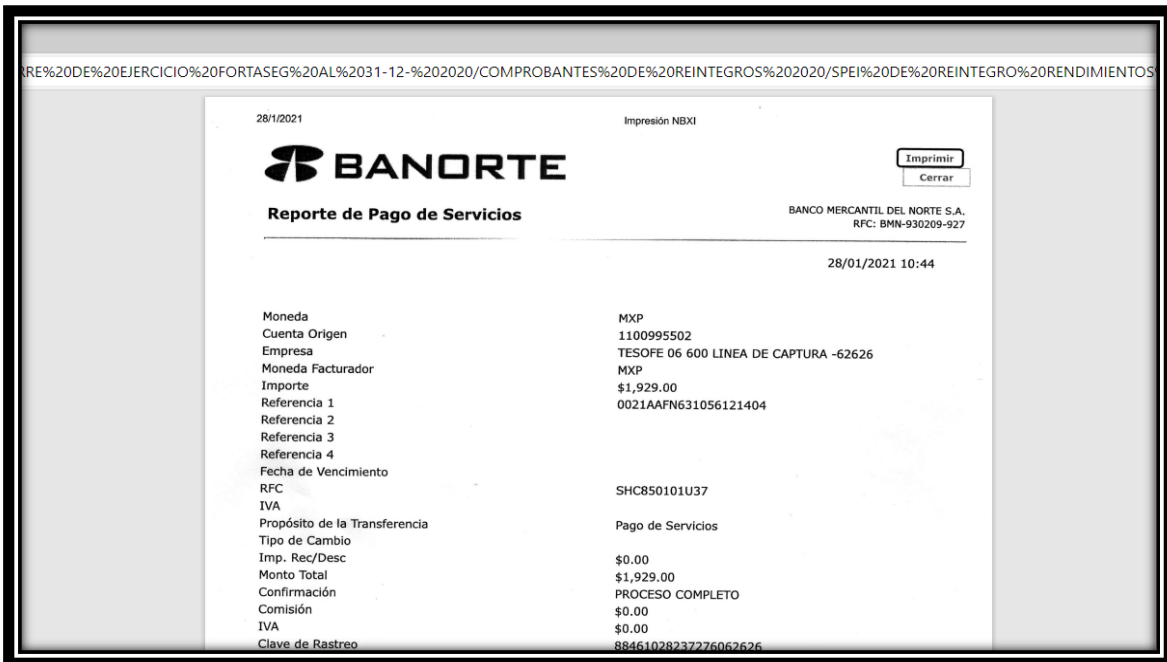 RRE%20DE%20EJERCICIO%20FORTASEG%20AL%2031-12-%202020/COMPROBANTES%20DE%20REINTEGROS%202020/SPEI%20DE%20REINTEGRO%20RENDIMIENTOS%
28/1/2021 Impresión NBXI
BANORTE
Imprimir
Cerrar
Reporte de Pago de Servicios
BANCO MERCANTIL DEL NORTE S.A.
RFC: BMN-930209-927
28/01/2021 10:44
Moneda MXP
Cuenta Origen 1100995502
Empresa TESOFE 06 600 LINEA DE CAPTURA -62626
Moneda Facturador MXP
Importe $1,929.00
Referencia 1 0021AAFN631056121404
Referencia 2
Referencia 3
Referencia 4
Fecha de Vencimiento
RFC SHC850101U37
IVA
Propósito de la Transferencia Pago de Servicios
Tipo de Cambio
Imp. Rec/Desc $0.00
Monto Total $1,929.00
Confirmación PROCESO COMPLETO
Comisión $0.00
IVA $0.00
Clave de Rastreo 88461028237276062626